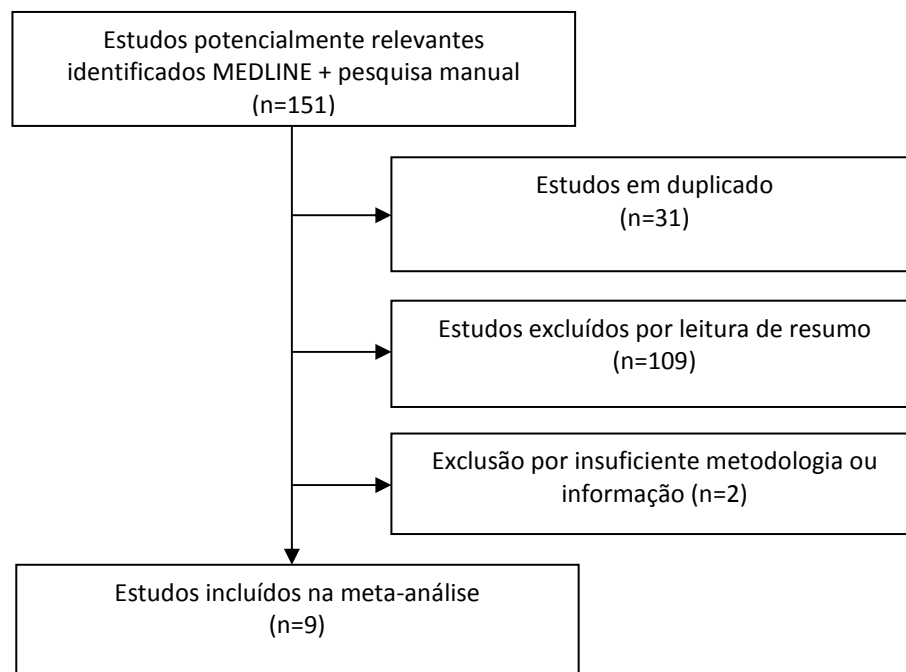 Estudos potencialmente relevantes
identificados MEDLINE + pesquisa manual
(n=151)
Estudos em duplicado
(n=31)
Estudos excluídos por leitura de resumo
(n=109)
Exclusão por insuficiente metodologia ou
informação (n=2)
Estudos incluídos na meta-análise
(n=9)